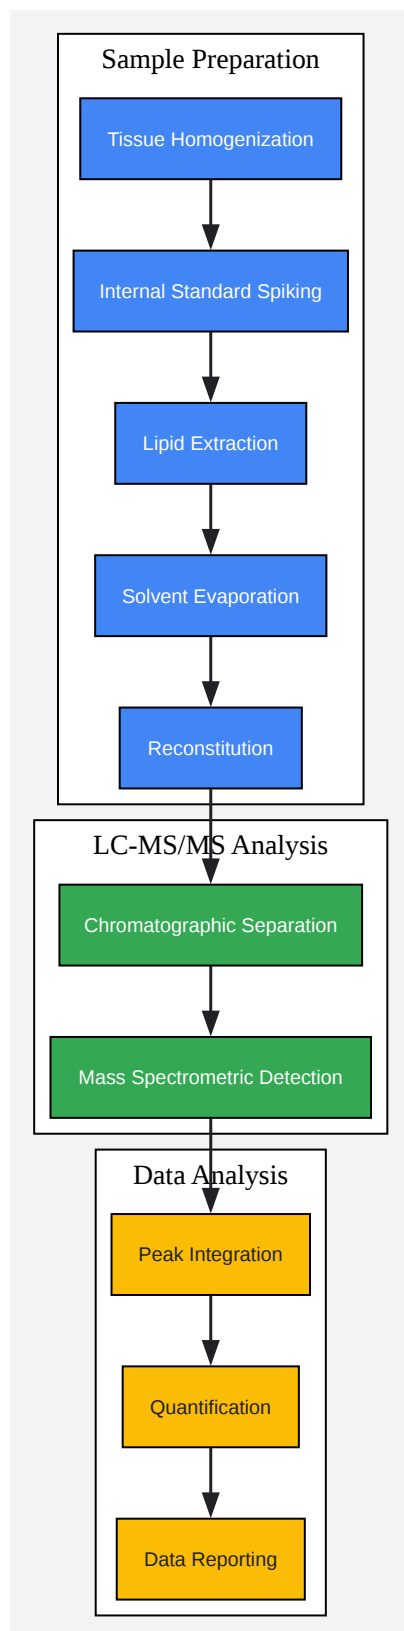 Sample Preparation
Tissue Homogenization
Internal Standard Spiking
Lipid Extraction
Solvent Evaporation
Reconstitution
LC-MS/MS Analysis
Chromatographic Separation
Mass Spectrometric Detection
Data Analysis
Peak Integration
Quantification
Data Reporting